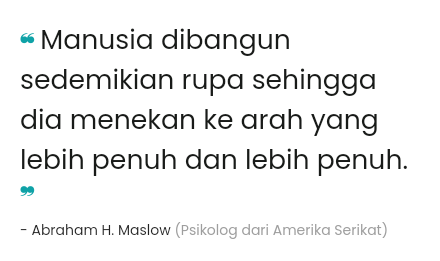 ❝ Manusia dibangun
sedemikian rupa sehingga
dia menekan ke arah yang
lebih penuh dan lebih penuh.
❞
- Abraham H. Maslow (Psikolog dari Amerika Serikat)